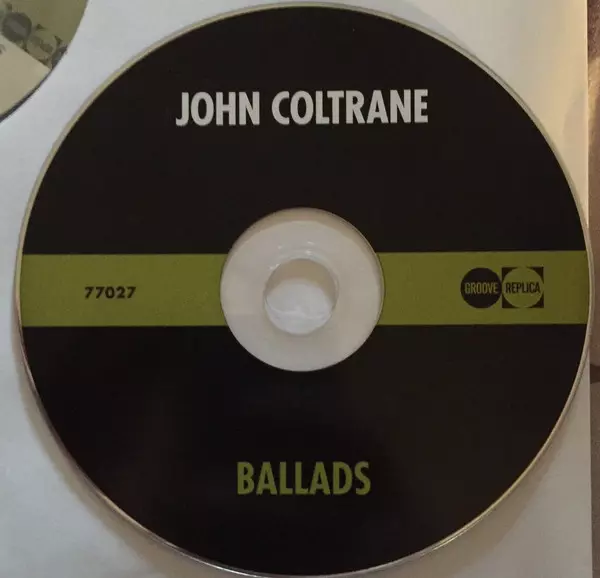 JOHN COLTRANE
77027
GROOVE REPLICA
BALLADS